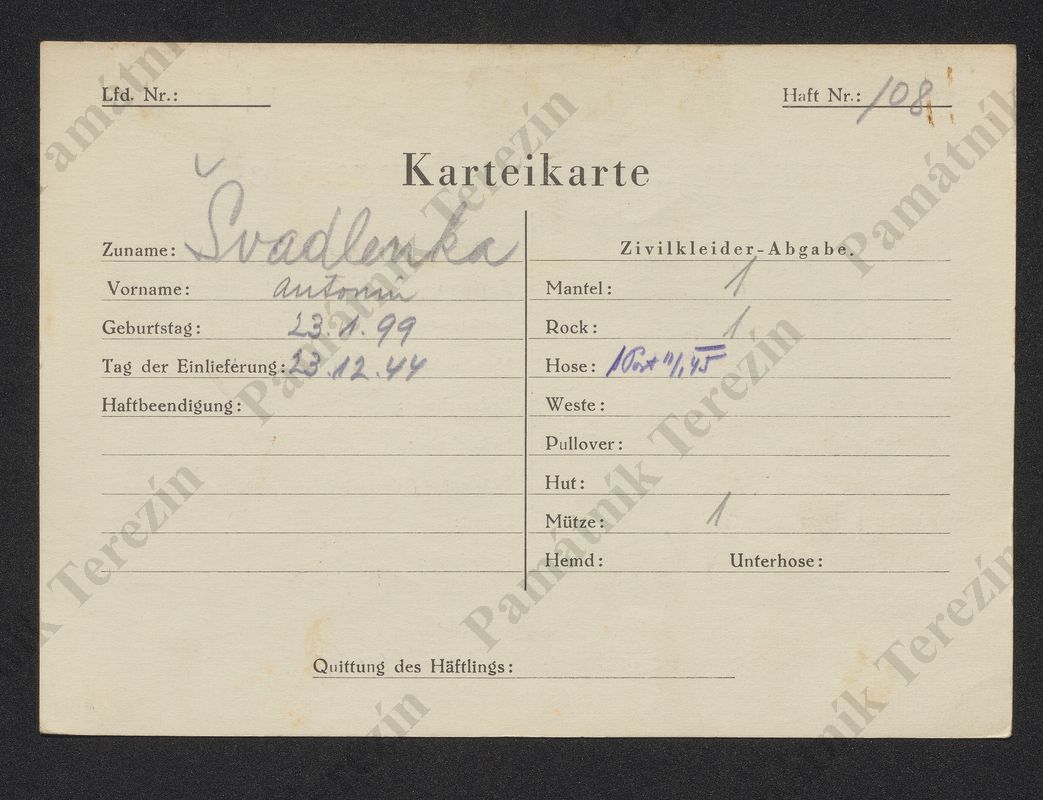 Lfd. Nr.:
Haft Nr.: 108
Karteikarte
Zuname: Švadlenka
Vorname: Antonín
Geburtstag: 23.1.99
Tag der Einlieferung: 23.12.44
Haftbeendigung:
Zivilkleider-Abgabe.
Mantel: 1
Rock: 1
Hose: 1
Weste:
Pullover:
Hut:
Mütze: 1
Hemd: Unterhose:
Quittung des Häftlings:
Památník Terezín